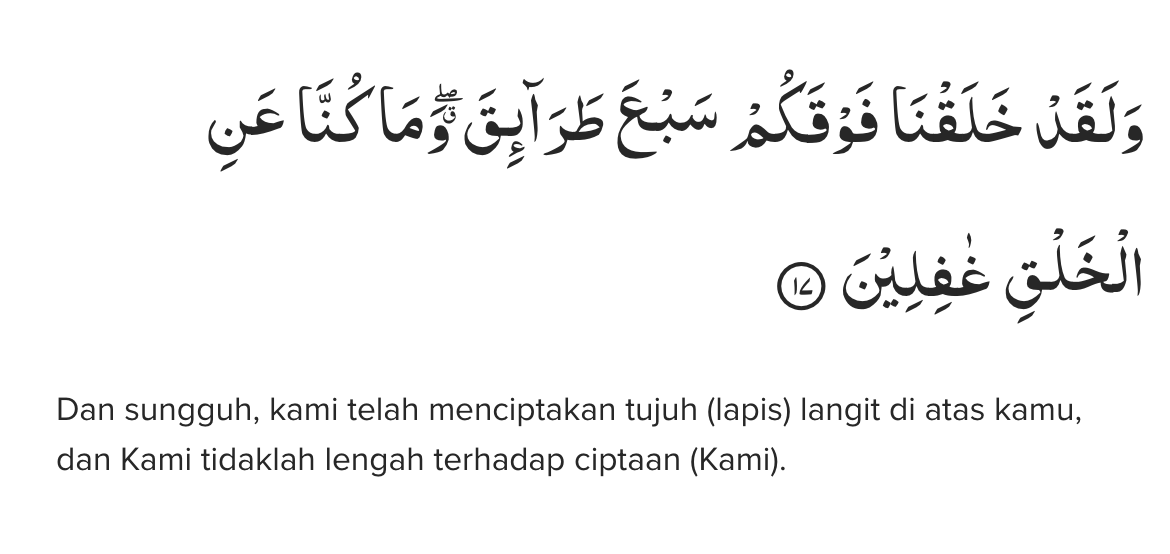 وَلَقَدْ خَلَقْنَا فَوْقَكُمْ سَبْعَ طَرَاۤىِٕقَۖ وَمَا كُنَّا عَنِ
الْخَلْقِ غٰفِلِيْنَ ١٧
Dan sungguh, kami telah menciptakan tujuh (lapis) langit di atas kamu,
dan Kami tidaklah lengah terhadap ciptaan (Kami).